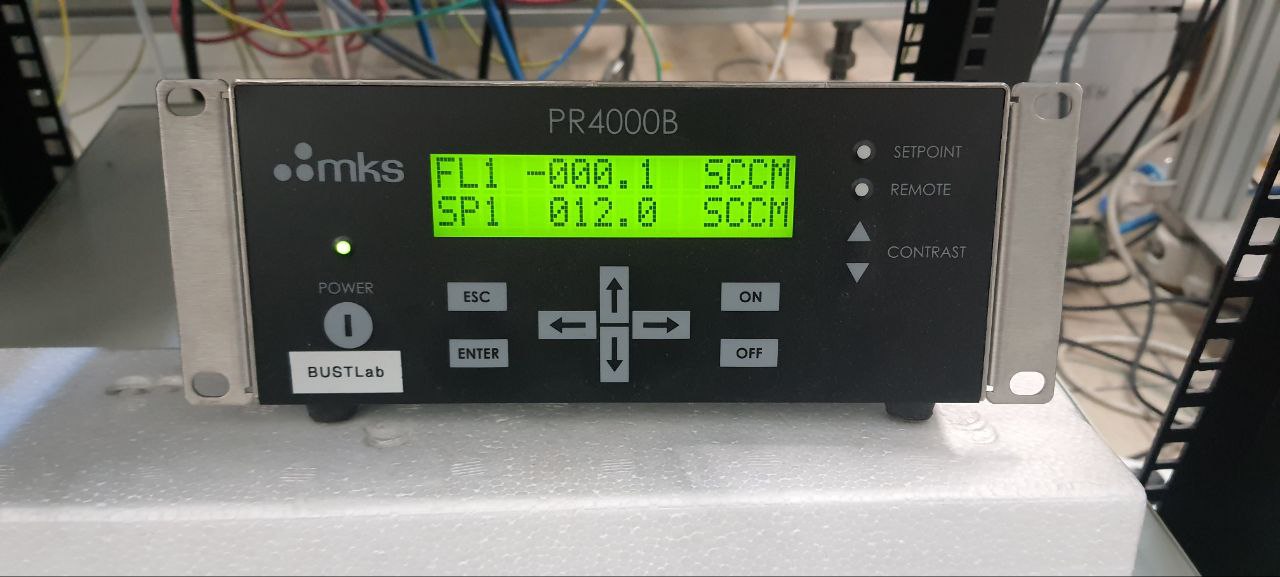 PR4000B
mks
FL1 -000.1 SCCM
SP1 012.0 SCCM
SETPOINT
REMOTE
CONTRAST
POWER
ESC
ON
ENTER
OFF
BUSTLab